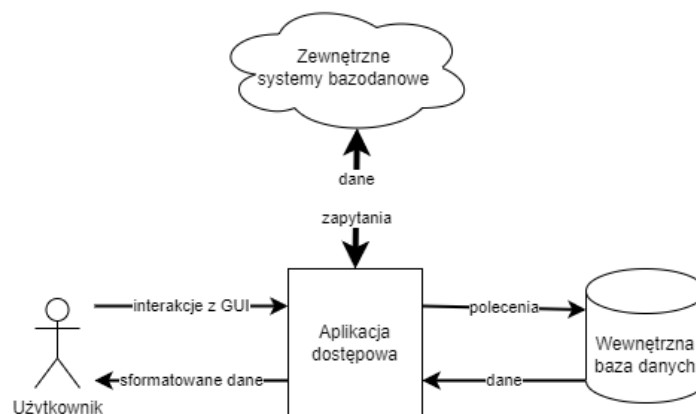 Zewnętrzne
systemy bazodanowe
dane
zapytania
interakcje z GUI
polecenia
Aplikacja
dostępowa
Wewnętrzna
baza danych
sformatowane dane
dane
Użytkownik